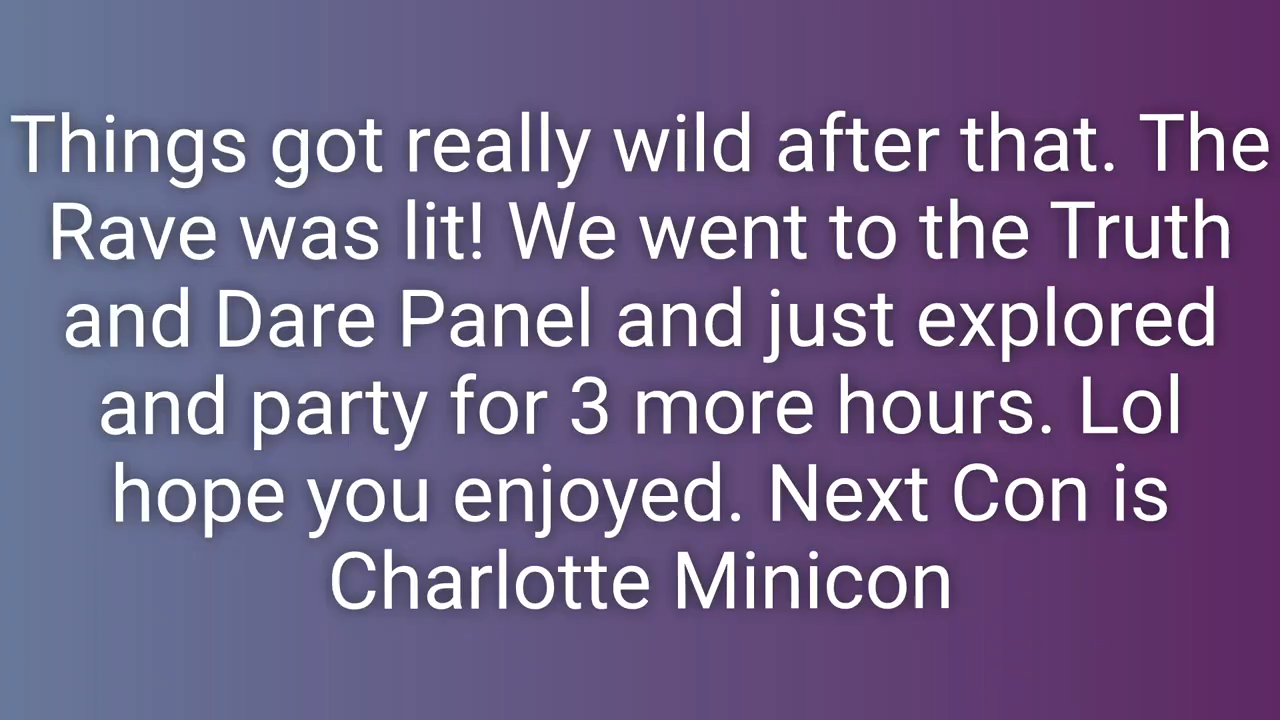 Things got really wild after that. The
Rave was lit! We went to the Truth
and Dare Panel and just explored
and party for 3 more hours. Lol
hope you enjoyed. Next Con is
Charlotte Minicon